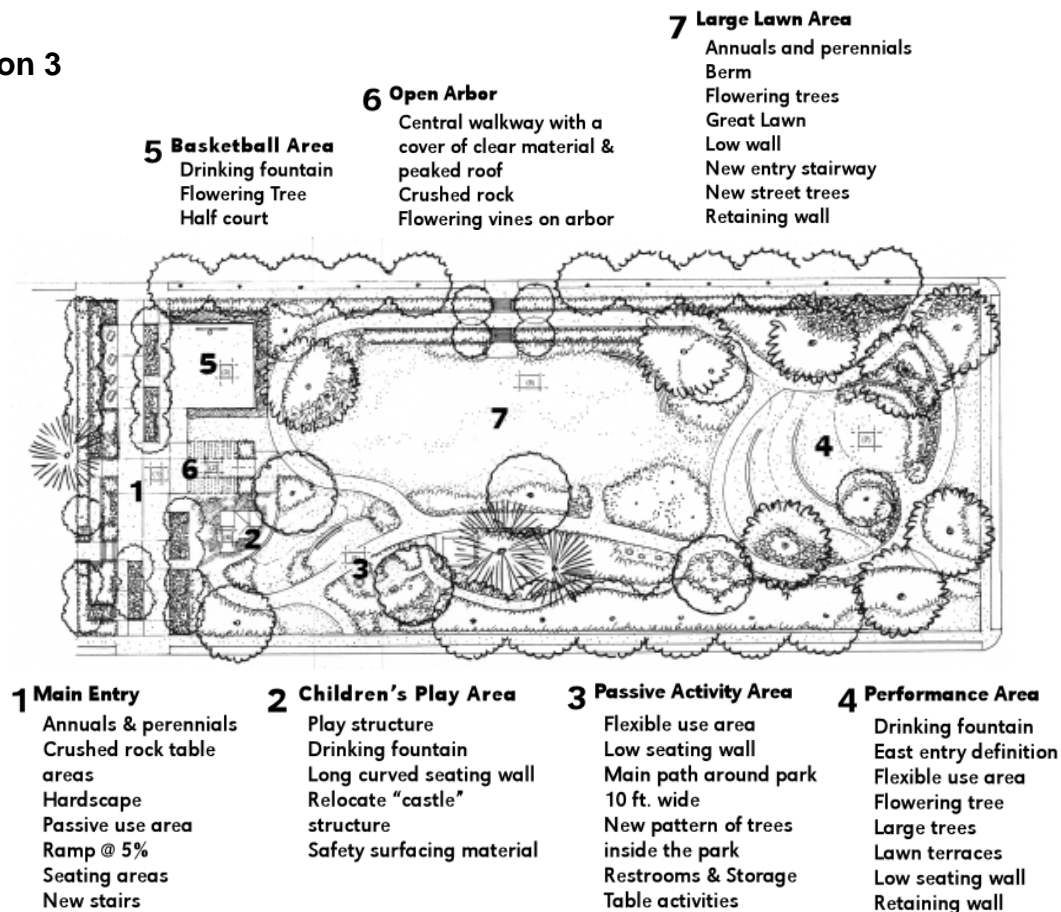 on 3
7 Large Lawn Area
Annuals and perennials
Berm
Flowering trees
Great Lawn
Low wall
New entry stairway
New street trees
Retaining wall
6 Open Arbor
Central walkway with a
cover of clear material &
peaked roof
Crushed rock
Flowering vines on arbor
5 Basketball Area
Drinking fountain
Flowering Tree
Half court
5
7
4
6
1
2
3
1 Main Entry
Annuals & perennials
Crushed rock table
areas
Hardscape
Passive use area
Ramp @ 5%
Seating areas
New stairs
2 Children's Play Area
Play structure
Drinking fountain
Long curved seating wall
Relocate “castle”
structure
Safety surfacing material
3 Passive Activity Area
Flexible use area
Low seating wall
Main path around park
10 ft. wide
New pattern of trees
inside the park
Restrooms & Storage
Table activities
4 Performance Area
Drinking fountain
East entry definition
Flexible use area
Flowering tree
Large trees
Lawn terraces
Low seating wall
Retaining wall